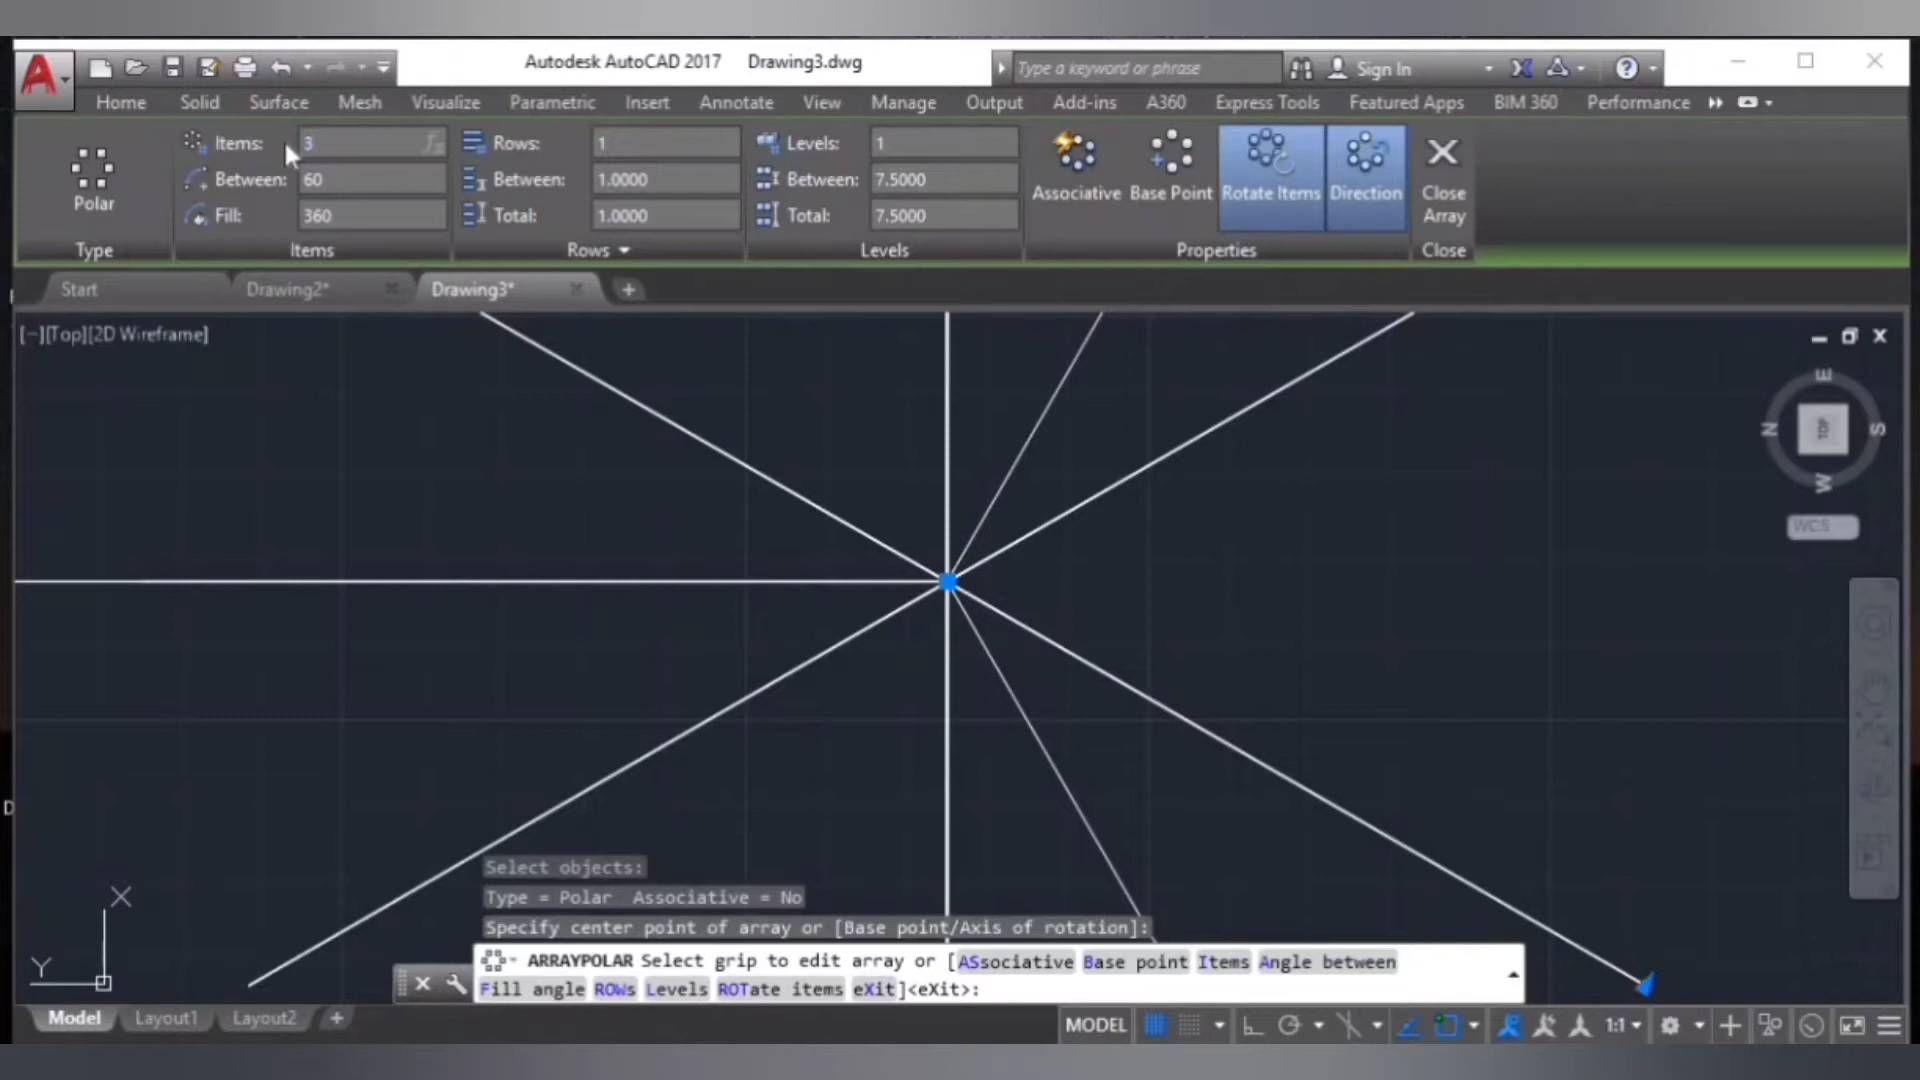 Autodesk AutoCAD 2017 Drawing3.dwg
Type a keyword or phrase
Sign In
Home Solid Surface Mesh Visualize Parametric Insert Annotate View Manage Output Add-ins A360 Express Tools Featured Apps BIM 360 Performance
Polar
Type
Items: 3
Between: 60
Fill: 360
Items
Rows: 1
Between: 1.0000
Total: 1.0000
Rows
Levels: 1
Between: 7.5000
Total: 7.5000
Levels
Associative Base Point Rotate Items Direction
Properties
Close Array
Close
Start Drawing2* Drawing3*
[−][Top][2D Wireframe]
E
N TOP S
W
WCS
X
Y
Select objects:
Type = Polar Associative = No
Specify center point of array or [Base point/Axis of rotation]:
ARRAYPOLAR Select grip to edit array or [ASsociative Base point Items Angle between
Fill angle ROWs Levels ROTate items eXit]<eXit>:
Model Layout1 Layout2 +
MODEL 1:1